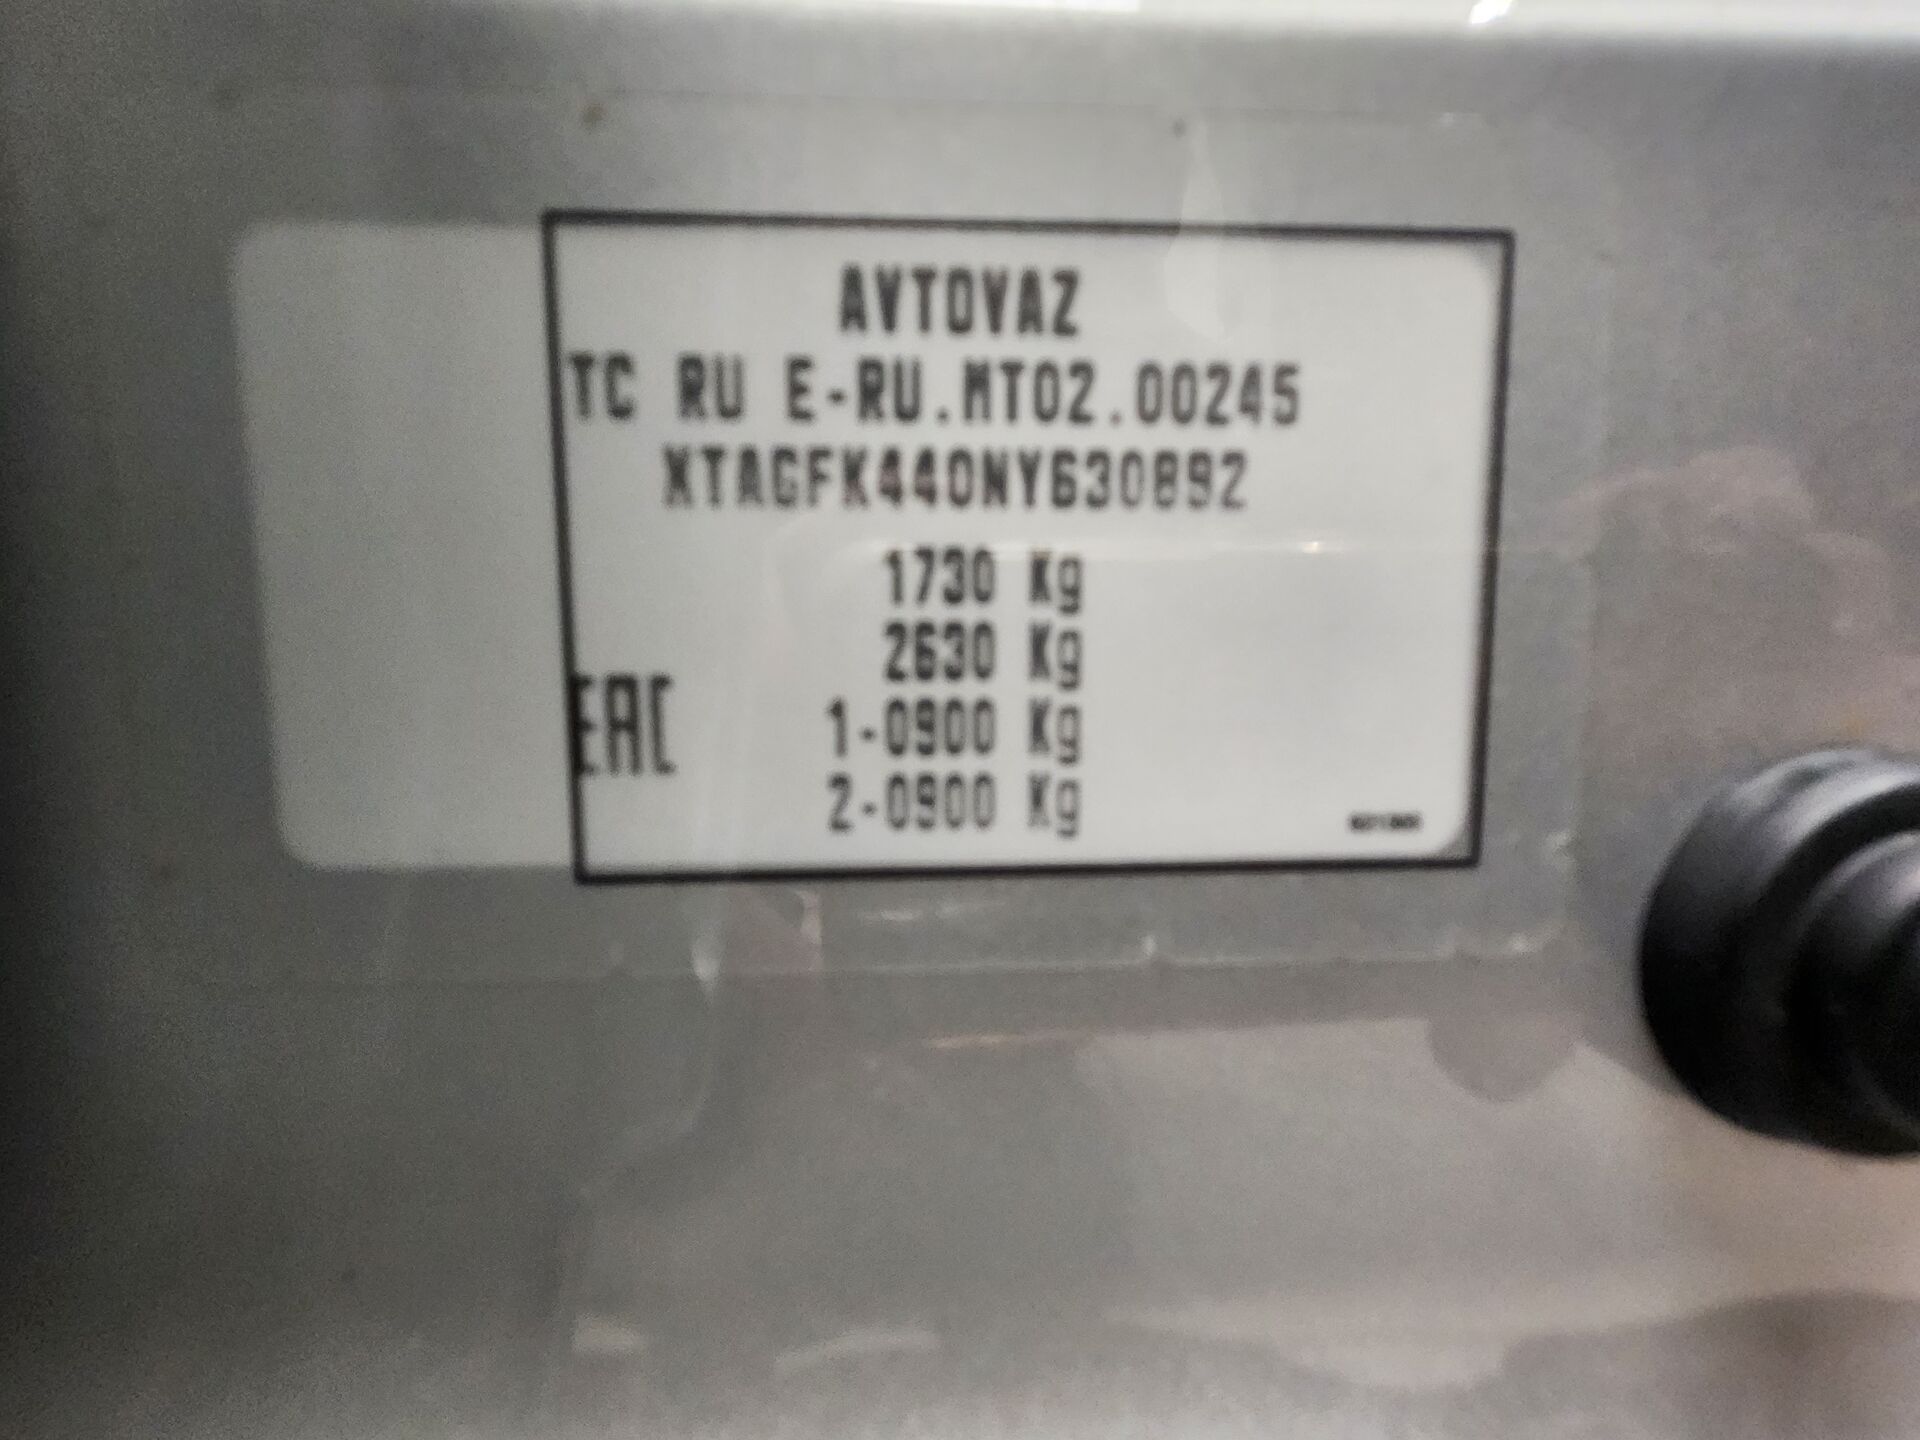 AVTOVAZ
TC RU E-RU.MT02.00245
XTAGFK440NY630892
1730 Kg
2630 Kg
EAC
1-0900 Kg
2-0900 Kg